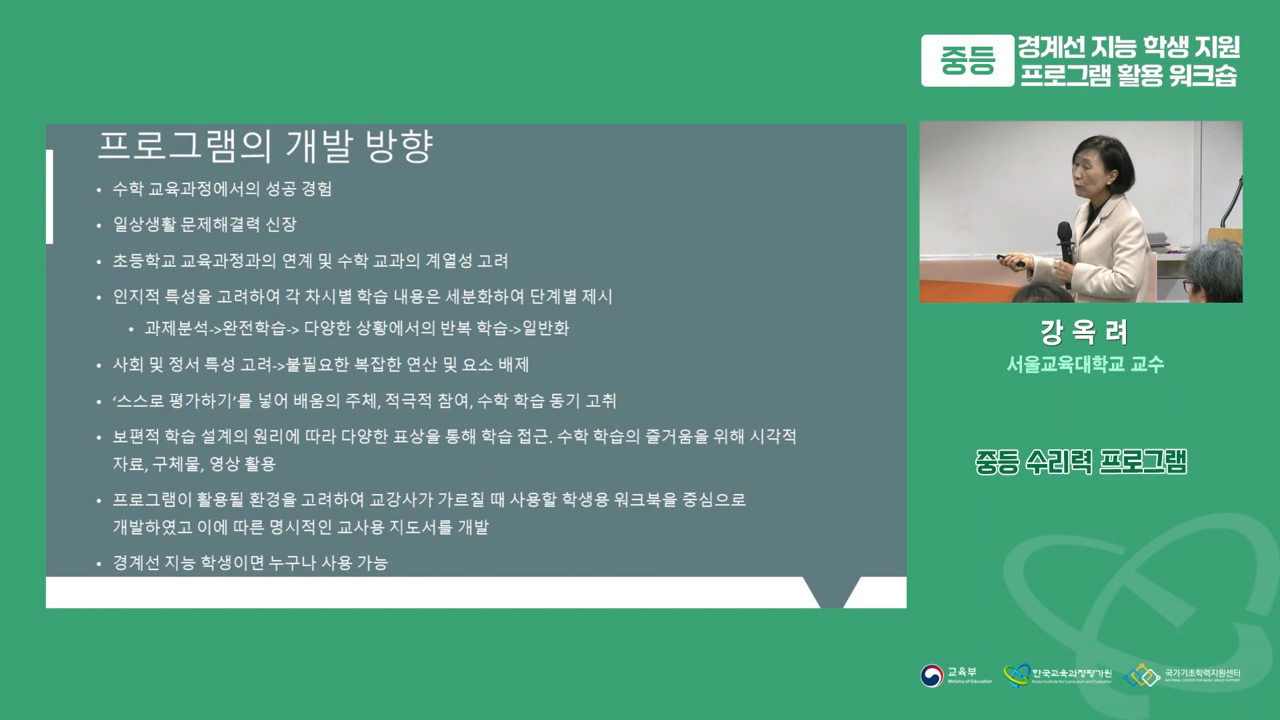 중등
경계선 지능 학생 지원
프로그램 활용 워크숍
프로그램의 개발 방향
• 수학 교육과정에서의 성공 경험
• 일상생활 문제해결력 신장
• 초등학교 교육과정과의 연계 및 수학 교과의 계열성 고려
• 인지적 특성을 고려하여 각 차시별 학습 내용은 세분화하여 단계별 제시
• 과제분석->완전학습-> 다양한 상황에서의 반복 학습->일반화
• 사회 및 정서 특성 고려->불필요한 복잡한 연산 및 요소 배제
• ‘스스로 평가하기’를 넣어 배움의 주체, 적극적 참여, 수학 학습 동기 고취
• 보편적 학습 설계의 원리에 따라 다양한 표상을 통해 학습 접근. 수학 학습의 즐거움을 위해 시각적
자료, 구체물, 영상 활용
• 프로그램이 활용될 환경을 고려하여 교강사가 가르칠 때 사용할 학생용 워크북을 중심으로
개발하였고 이에 따른 명시적인 교사용 지도서를 개발
• 경계선 지능 학생이면 누구나 사용 가능
강옥려
서울교육대학교 교수
중등 수리력 프로그램
교육부
Ministry of Education
한국교육과정평가원
Korea Institute for Curriculum and Evaluation
국가기초학력지원센터
NATIONAL CENTER FOR BASIC SKILLS SUPPORT